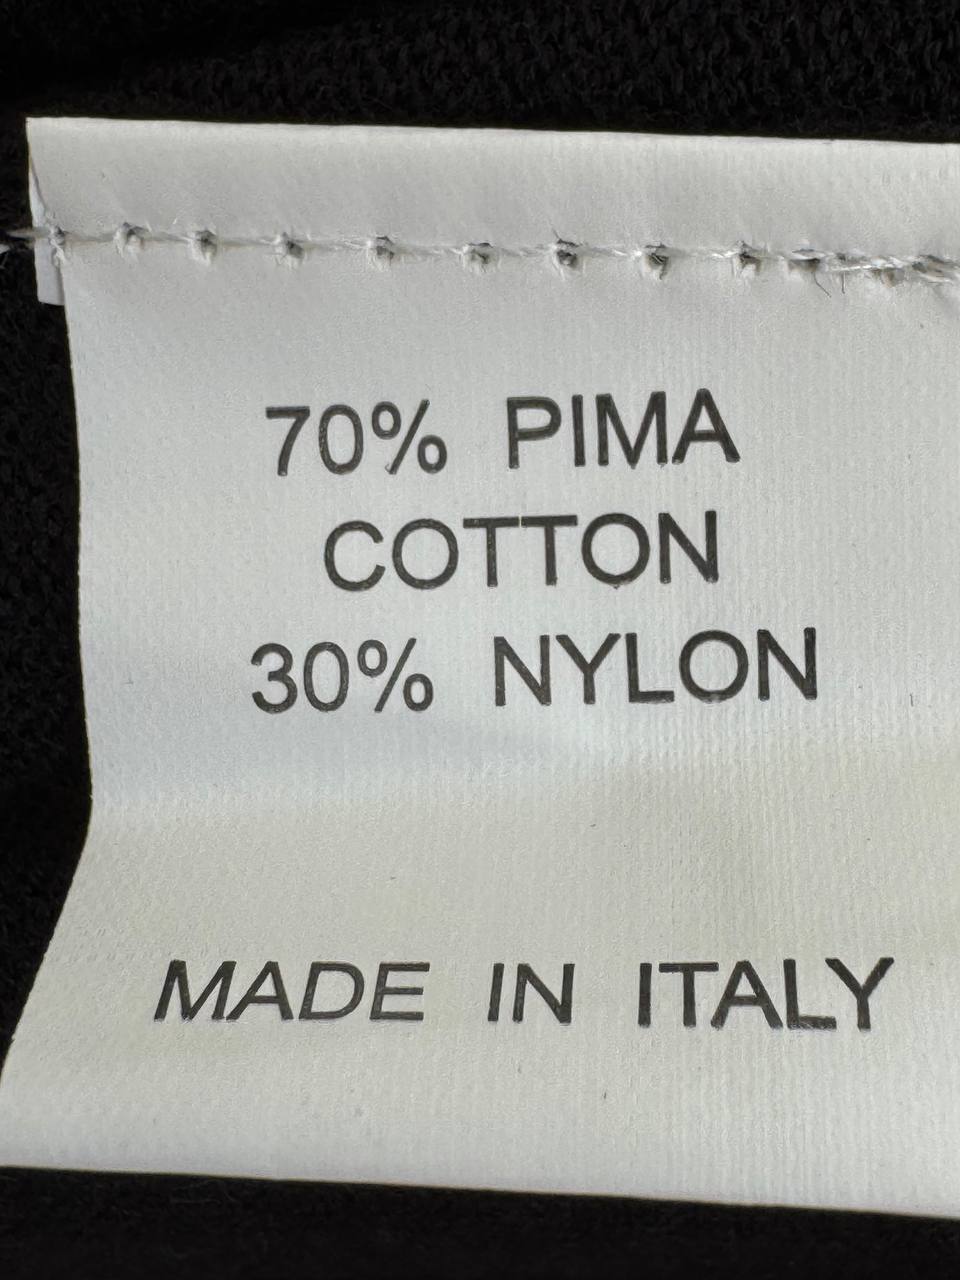 70% PIMA
COTTON
30% NYLON
MADE IN ITALY